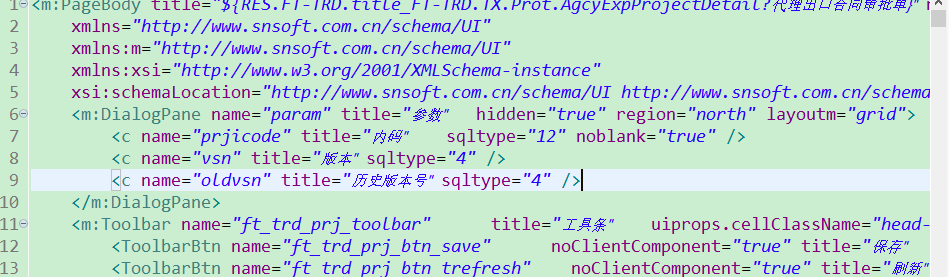 1 <m:PageBody title="${RES.FT-TRD.title_FT-TRD.TX.Prot.AgcyExpProjectDetail?代理出口合同审批单}"
2 xmlns="http://www.snsoft.com.cn/schema/UI"
3 xmlns:m="http://www.snsoft.com.cn/schema/UI"
4 xmlns:xsi="http://www.w3.org/2001/XMLSchema-instance"
5 xsi:schemaLocation="http://www.snsoft.com.cn/schema/UI http://www.snsoft.com.cn/schema
6 <m:DialogPane name="param" title="参数" hidden="true" region="north" layoutm="grid">
7 <c name="prjicode" title="内码" sqltype="12" noblank="true" />
8 <c name="vsn" title="版本" sqltype="4" />
9 <c name="oldvsn" title="历史版本号" sqltype="4" />
10 </m:DialogPane>
11 <m:Toolbar name="ft_trd_prj_toolbar" title="工具条" uiprops.cellClassName="head-
12 <ToolbarBtn name="ft_trd_prj_btn_save" noClientComponent="true" title="保存"
13 <ToolbarBtn name="ft_trd_prj_btn_trefresh" noClientComponent="true" title="刷新"